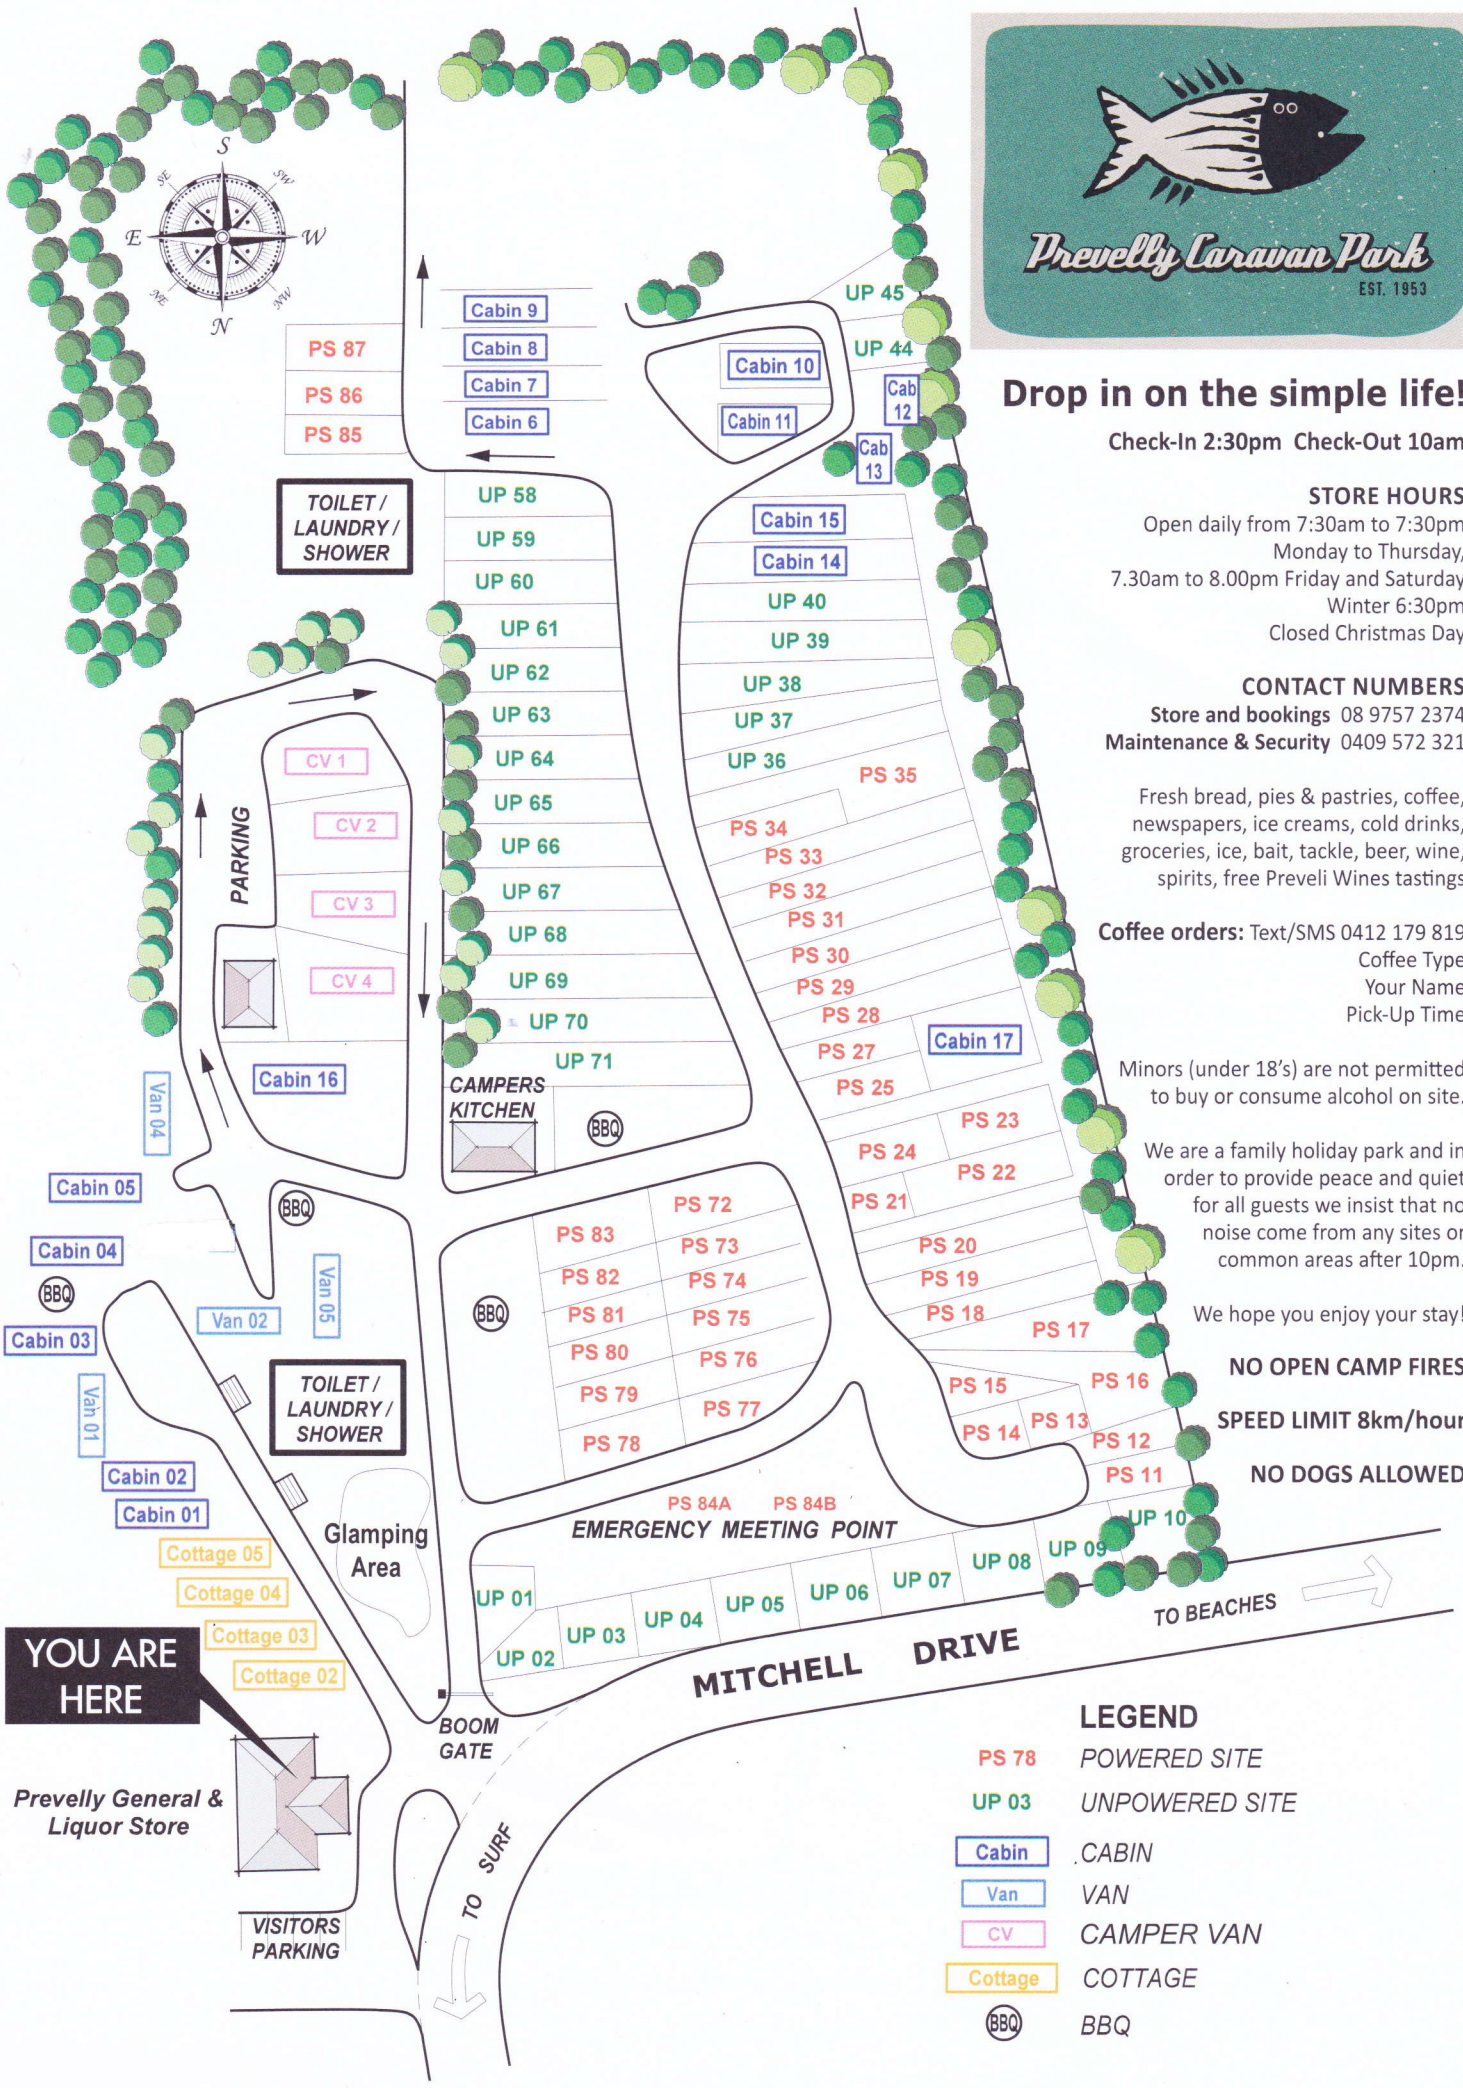 S
SE
SW
E
W
NE
NW
N
Prevelly Caravan Park
EST. 1953
Drop in on the simple life!
Check-In 2:30pm Check-Out 10am
STORE HOURS
Open daily from 7:30am to 7:30pm
Monday to Thursday,
7.30am to 8.00pm Friday and Saturday
Winter 6:30pm
Closed Christmas Day
CONTACT NUMBERS
Store and bookings 08 9757 2374
Maintenance & Security 0409 572 321
Fresh bread, pies & pastries, coffee,
newspapers, ice creams, cold drinks,
groceries, ice, bait, tackle, beer, wine,
spirits, free Preveli Wines tastings
Coffee orders: Text/SMS 0412 179 819
Coffee Type
Your Name
Pick-Up Time
Minors (under 18's) are not permitted
to buy or consume alcohol on site.
We are a family holiday park and in
order to provide peace and quiet
for all guests we insist that no
noise come from any sites or
common areas after 10pm.
We hope you enjoy your stay!
NO OPEN CAMP FIRES
SPEED LIMIT 8km/hour
NO DOGS ALLOWED
PS 87
PS 86
PS 85
Cabin 9
Cabin 8
Cabin 7
Cabin 6
UP 45
UP 44
Cabin 10
Cabin 11
Cab
12
Cab
13
TOILET /
LAUNDRY /
SHOWER
UP 58
UP 59
UP 60
UP 61
UP 62
UP 63
UP 64
UP 65
UP 66
UP 67
UP 68
UP 69
UP 70
UP 71
Cabin 15
Cabin 14
UP 40
UP 39
UP 38
UP 37
UP 36
PS 35
PS 34
PS 33
PS 32
PS 31
PS 30
PS 29
PS 28
PS 27
Cabin 17
PS 25
PS 23
PS 24
PS 22
PS 21
PS 20
PS 19
PS 18
PS 17
PS 16
PS 15
PS 13
PS 14
PS 12
PS 11
UP 10
CV 1
CV 2
CV 3
CV 4
PARKING
Cabin 16
Van 04
CAMPERS
KITCHEN
BBQ
Cabin 05
BBQ
Cabin 04
BBQ
Cabin 03
Van 02
Van 05
Van 01
TOILET /
LAUNDRY /
SHOWER
BBQ
PS 72
PS 83
PS 73
PS 82
PS 74
PS 81
PS 75
PS 80
PS 76
PS 79
PS 77
PS 78
Cabin 02
Cabin 01
Cottage 05
Cottage 04
Cottage 03
Cottage 02
Glamping
Area
PS 84A PS 84B
EMERGENCY MEETING POINT
UP 01
UP 02
UP 03
UP 04
UP 05
UP 06
UP 07
UP 08
UP 09
YOU ARE
HERE
BOOM
GATE
MITCHELL DRIVE
TO BEACHES
Prevelly General &
Liquor Store
VISITORS
PARKING
TO SURF
LEGEND
PS 78 POWERED SITE
UP 03 UNPOWERED SITE
Cabin CABIN
Van VAN
CV CAMPER VAN
Cottage COTTAGE
BBQ BBQ